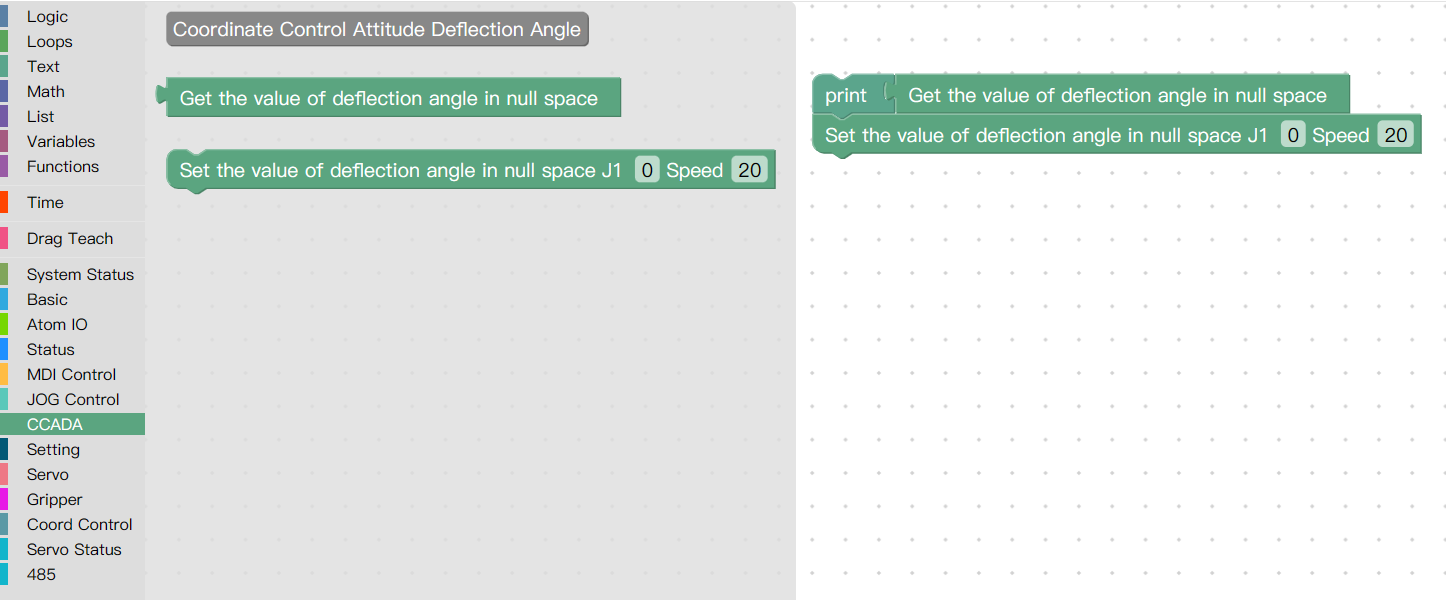 Logic
Loops
Text
Math
List
Variables
Functions
Time
Drag Teach
System Status
Basic
Atom IO
Status
MDI Control
JOG Control
CCADA
Setting
Servo
Gripper
Coord Control
Servo Status
485
Coordinate Control Attitude Deflection Angle
Get the value of deflection angle in null space
Set the value of deflection angle in null space J1 0 Speed 20
print Get the value of deflection angle in null space
Set the value of deflection angle in null space J1 0 Speed 20